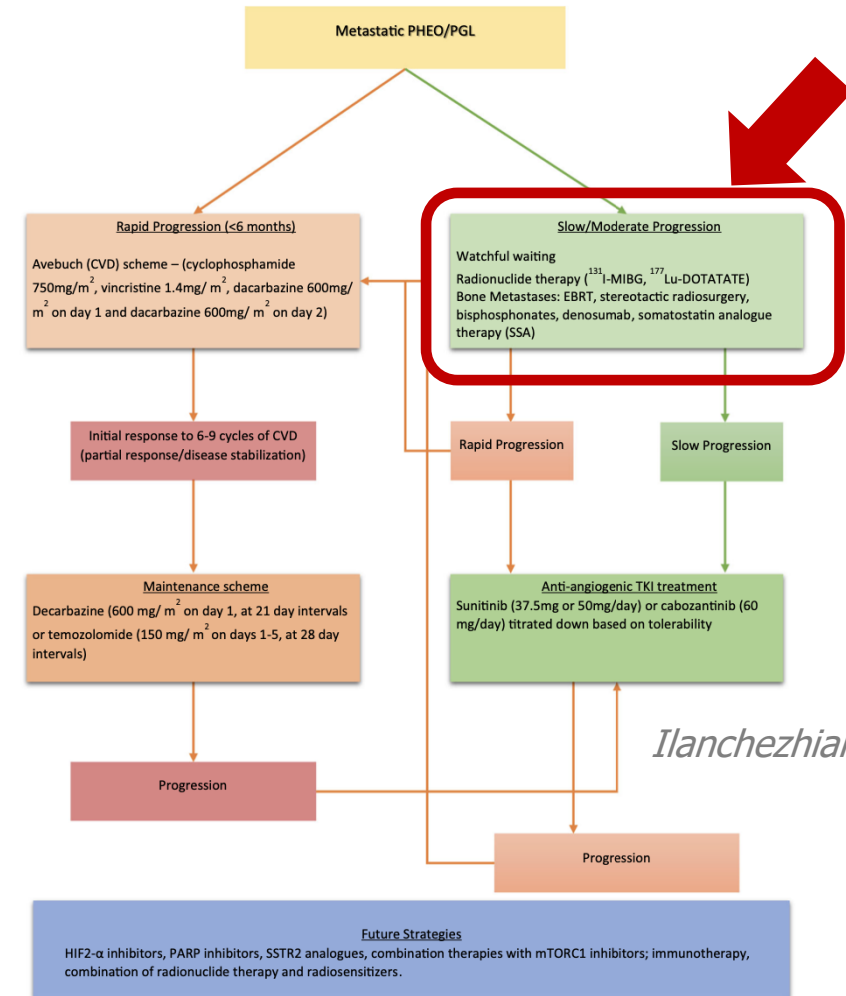 Metastatic PHEO/PGL
Rapid Progression (<6 months)
Avebuch (CVD) scheme – (cyclophosphamide
750mg/m², vincristine 1.4mg/ m², dacarbazine 600mg/
m² on day 1 and dacarbazine 600mg/ m² on day 2)
Slow/Moderate Progression
Watchful waiting
Radionuclide therapy (¹³¹I-MIBG, ¹⁷⁷Lu-DOTATATE)
Bone Metastases: EBRT, stereotactic radiosurgery,
bisphosphonates, denosumab, somatostatin analogue
therapy (SSA)
Initial response to 6-9 cycles of CVD
(partial response/disease stabilization)
Rapid Progression
Slow Progression
Maintenance scheme
Decarbazine (600 mg/ m² on day 1, at 21 day intervals
or temozolomide (150 mg/ m² on days 1-5, at 28 day
intervals)
Anti-angiogenic TKI treatment
Sunitinib (37.5mg or 50mg/day) or cabozantinib (60
mg/day) titrated down based on tolerability
Progression
Progression
Future Strategies
HIF2-α inhibitors, PARP inhibitors, SSTR2 analogues, combination therapies with mTORC1 inhibitors; immunotherapy,
combination of radionuclide therapy and radiosensitizers.